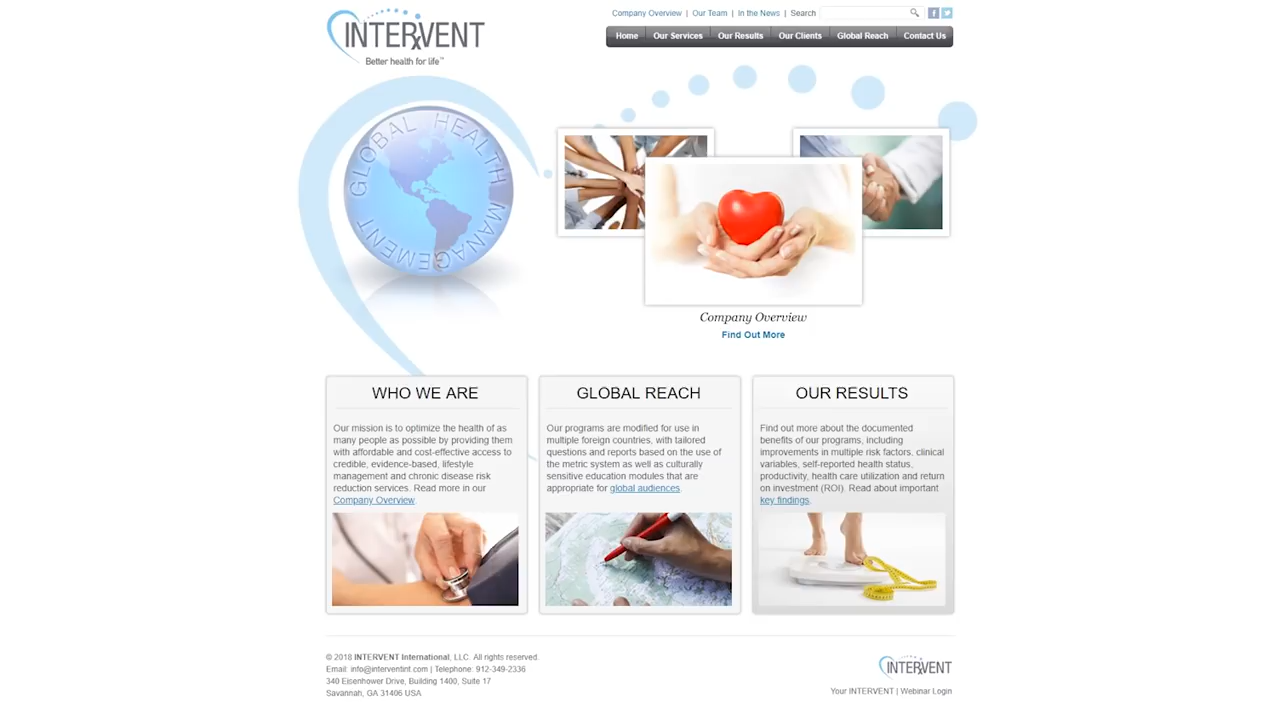 INTERVENT
Better health for life™
Company Overview | Our Team | In the News | Search
Home Our Services Our Results Our Clients Global Reach Contact Us
GLOBAL HEALTH MANAGEMENT
Company Overview
Find Out More
WHO WE ARE
Our mission is to optimize the health of as
many people as possible by providing them
with affordable and cost-effective access to
credible, evidence-based, lifestyle
management and chronic disease risk
reduction services. Read more in our
Company Overview.
GLOBAL REACH
Our programs are modified for use in
multiple foreign countries, with tailored
questions and reports based on the use of
the metric system as well as culturally
sensitive education modules that are
appropriate for global audiences.
OUR RESULTS
Find out more about the documented
benefits of our programs, including
improvements in multiple risk factors, clinical
variables, self-reported health status,
productivity, health care utilization and return
on investment (ROI). Read about important
key findings.
© 2018 INTERVENT International, LLC. All rights reserved.
Email: info@interventint.com | Telephone: 912-349-2336
340 Eisenhower Drive, Building 1400, Suite 17
Savannah, GA 31406 USA
INTERVENT
Your INTERVENT | Webinar Login